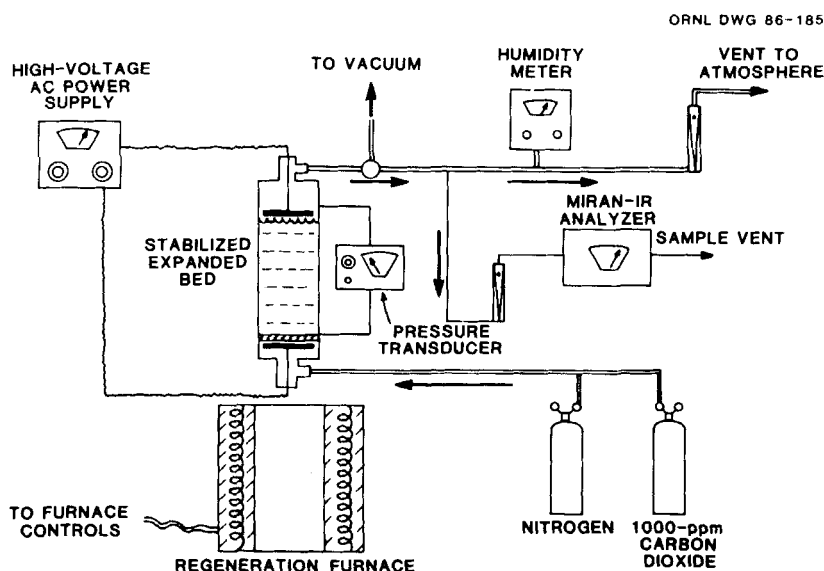 ORNL DWG 86-185
HIGH-VOLTAGE
AC POWER
SUPPLY
TO VACUUM
HUMIDITY
METER
VENT TO
ATMOSPHERE
STABILIZED
EXPANDED
BED
MIRAN-IR
ANALYZER
SAMPLE VENT
PRESSURE
TRANSDUCER
TO FURNACE
CONTROLS
REGENERATION FURNACE
NITROGEN
1000-ppm
CARBON
DIOXIDE